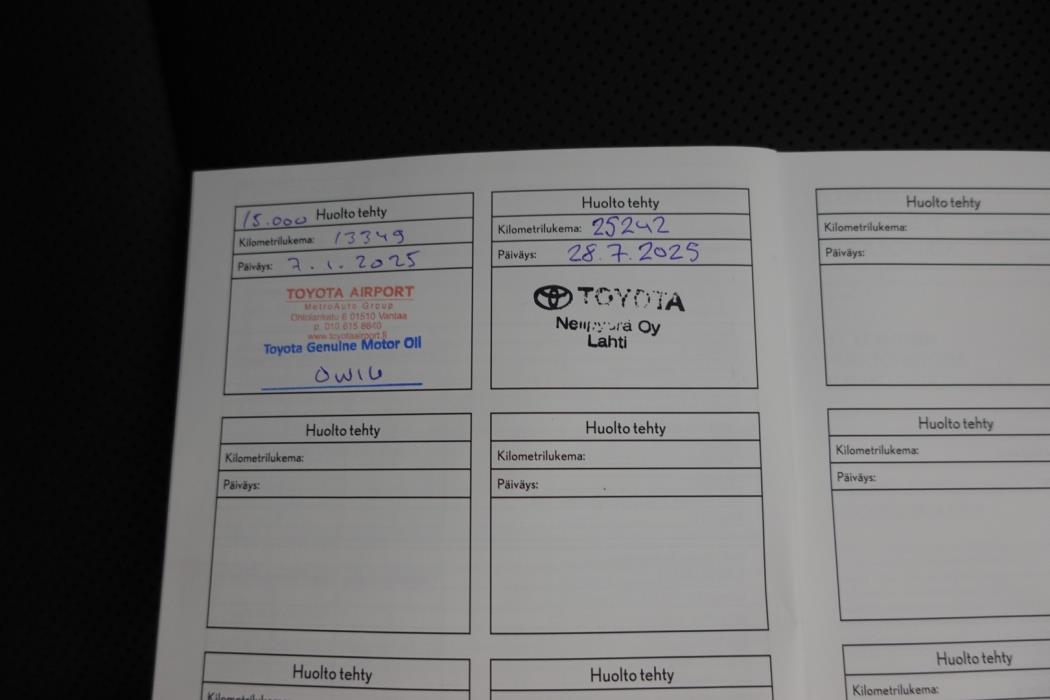 15.000 Huolto tehty
Kilometrilukema: 13349
Päiväys: 7.1.2025
TOYOTA AIRPORT
MetroAuto Group
Ohtolankatu 6 01510 Vantaa
p. 010 615 8640
www.toyotaairport.fi
Toyota Genuine Motor Oil
0W16
Huolto tehty
Kilometrilukema: 25242
Päiväys: 28.7.2025
TOYOTA
Oy
Lahti
Huolto tehty
Kilometrilukema:
Päiväys:
Huolto tehty
Kilometrilukema:
Päiväys:
Huolto tehty
Kilometrilukema:
Päiväys:
Huolto tehty
Kilometrilukema:
Päiväys:
Huolto tehty
Kilometrilukema:
Huolto tehty
Huolto tehty
Kilometrilukema: